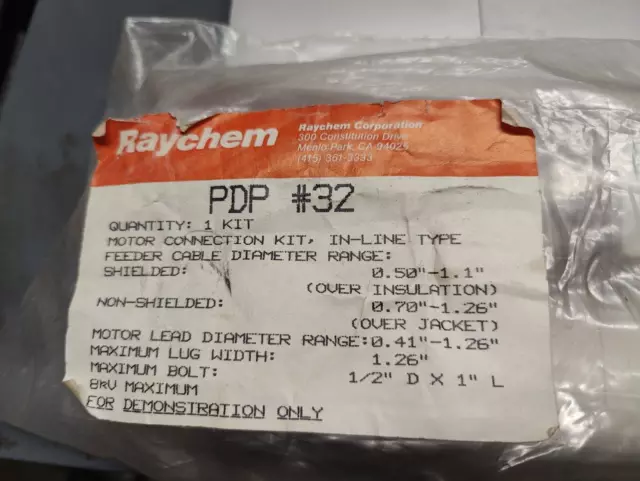 Raychem
Raychem Corporation
300 Constitution Drive
Menlo Park, CA 94025
(415) 361-3333
PDP #32
QUANTITY: 1 KIT
MOTOR CONNECTION KIT, IN-LINE TYPE
FEEDER CABLE DIAMETER RANGE:
SHIELDED: 0.50"-1.1"
(OVER INSULATION)
NON-SHIELDED: 0.70"-1.26"
(OVER JACKET)
MOTOR LEAD DIAMETER RANGE:0.41"-1.26"
MAXIMUM LUG WIDTH: 1.26"
MAXIMUM BOLT: 1/2" D X 1" L
8kV MAXIMUM
FOR DEMONSTRATION ONLY